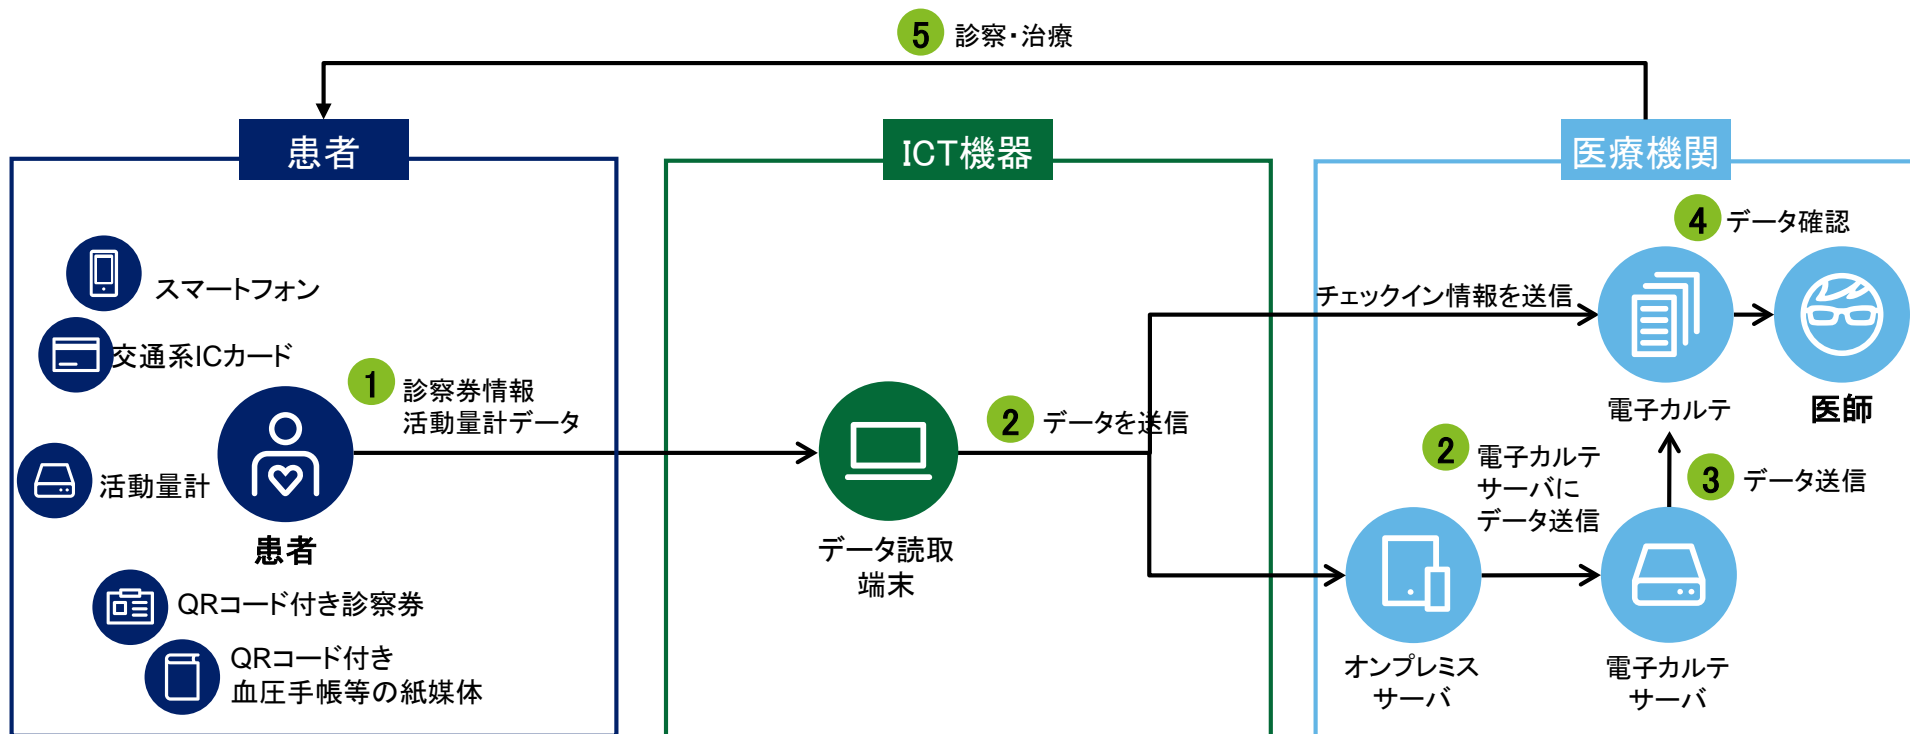 5 診察・治療
患者
ICT機器
医療機関
スマートフォン
交通系ICカード
活動量計
患者
QRコード付き診察券
QRコード付き
血圧手帳等の紙媒体
1 診察券情報
活動量計データ
データ読取
端末
2 データを送信
チェックイン情報を送信
4 データ確認
電子カルテ
医師
2 電子カルテ
サーバに
データ送信
3 データ送信
オンプレミス
サーバ
電子カルテ
サーバ